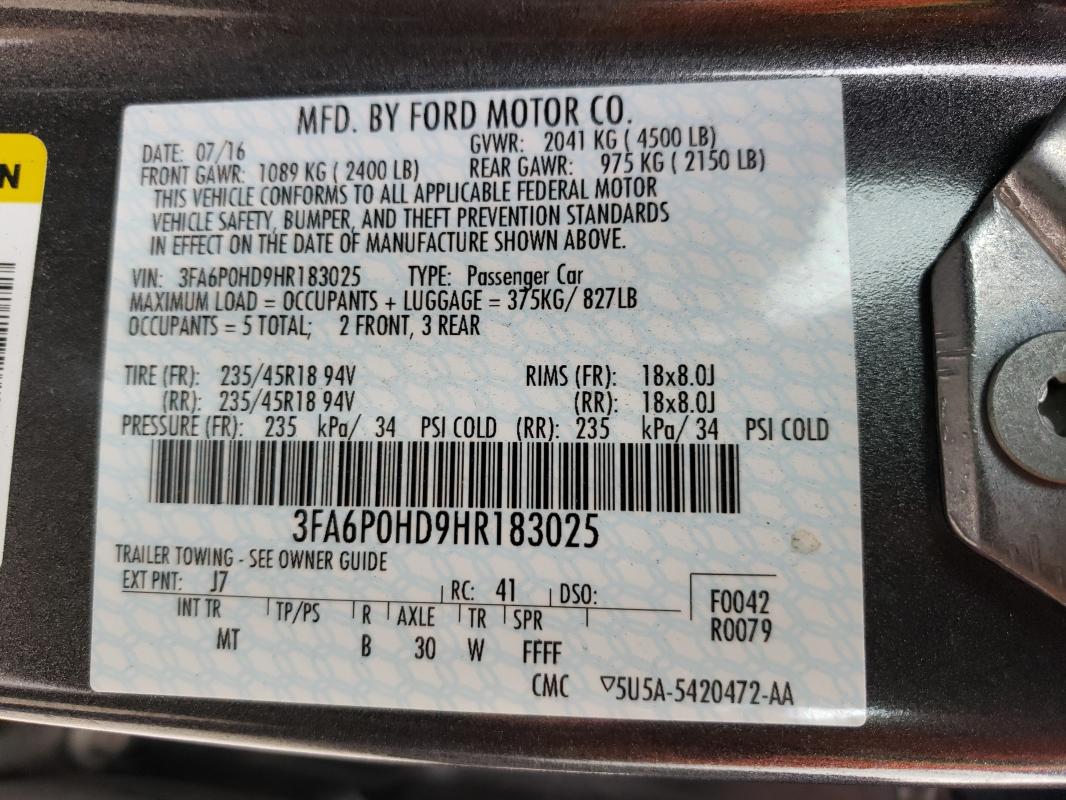 MFD. BY FORD MOTOR CO.
DATE: 07/16 GVWR: 2041 KG ( 4500 LB)
FRONT GAWR: 1089 KG ( 2400 LB) REAR GAWR: 975 KG ( 2150 LB)
THIS VEHICLE CONFORMS TO ALL APPLICABLE FEDERAL MOTOR
VEHICLE SAFETY, BUMPER, AND THEFT PREVENTION STANDARDS
IN EFFECT ON THE DATE OF MANUFACTURE SHOWN ABOVE.
VIN: 3FA6P0HD9HR183025 TYPE: Passenger Car
MAXIMUM LOAD = OCCUPANTS + LUGGAGE = 375KG/ 827LB
OCCUPANTS = 5 TOTAL; 2 FRONT, 3 REAR
TIRE (FR): 235/45R18 94V RIMS (FR): 18x8.0J
(RR): 235/45R18 94V (RR): 18x8.0J
PRESSURE (FR): 235 kPa/ 34 PSI COLD (RR): 235 kPa/ 34 PSI COLD
3FA6P0HD9HR183025
TRAILER TOWING - SEE OWNER GUIDE
EXT PNT: J7 RC: 41 DSO:
F0042
INT TR TP/PS R AXLE TR SPR
R0079
MT B 30 W FFFF
CMC ▽5U5A-5420472-AA
N